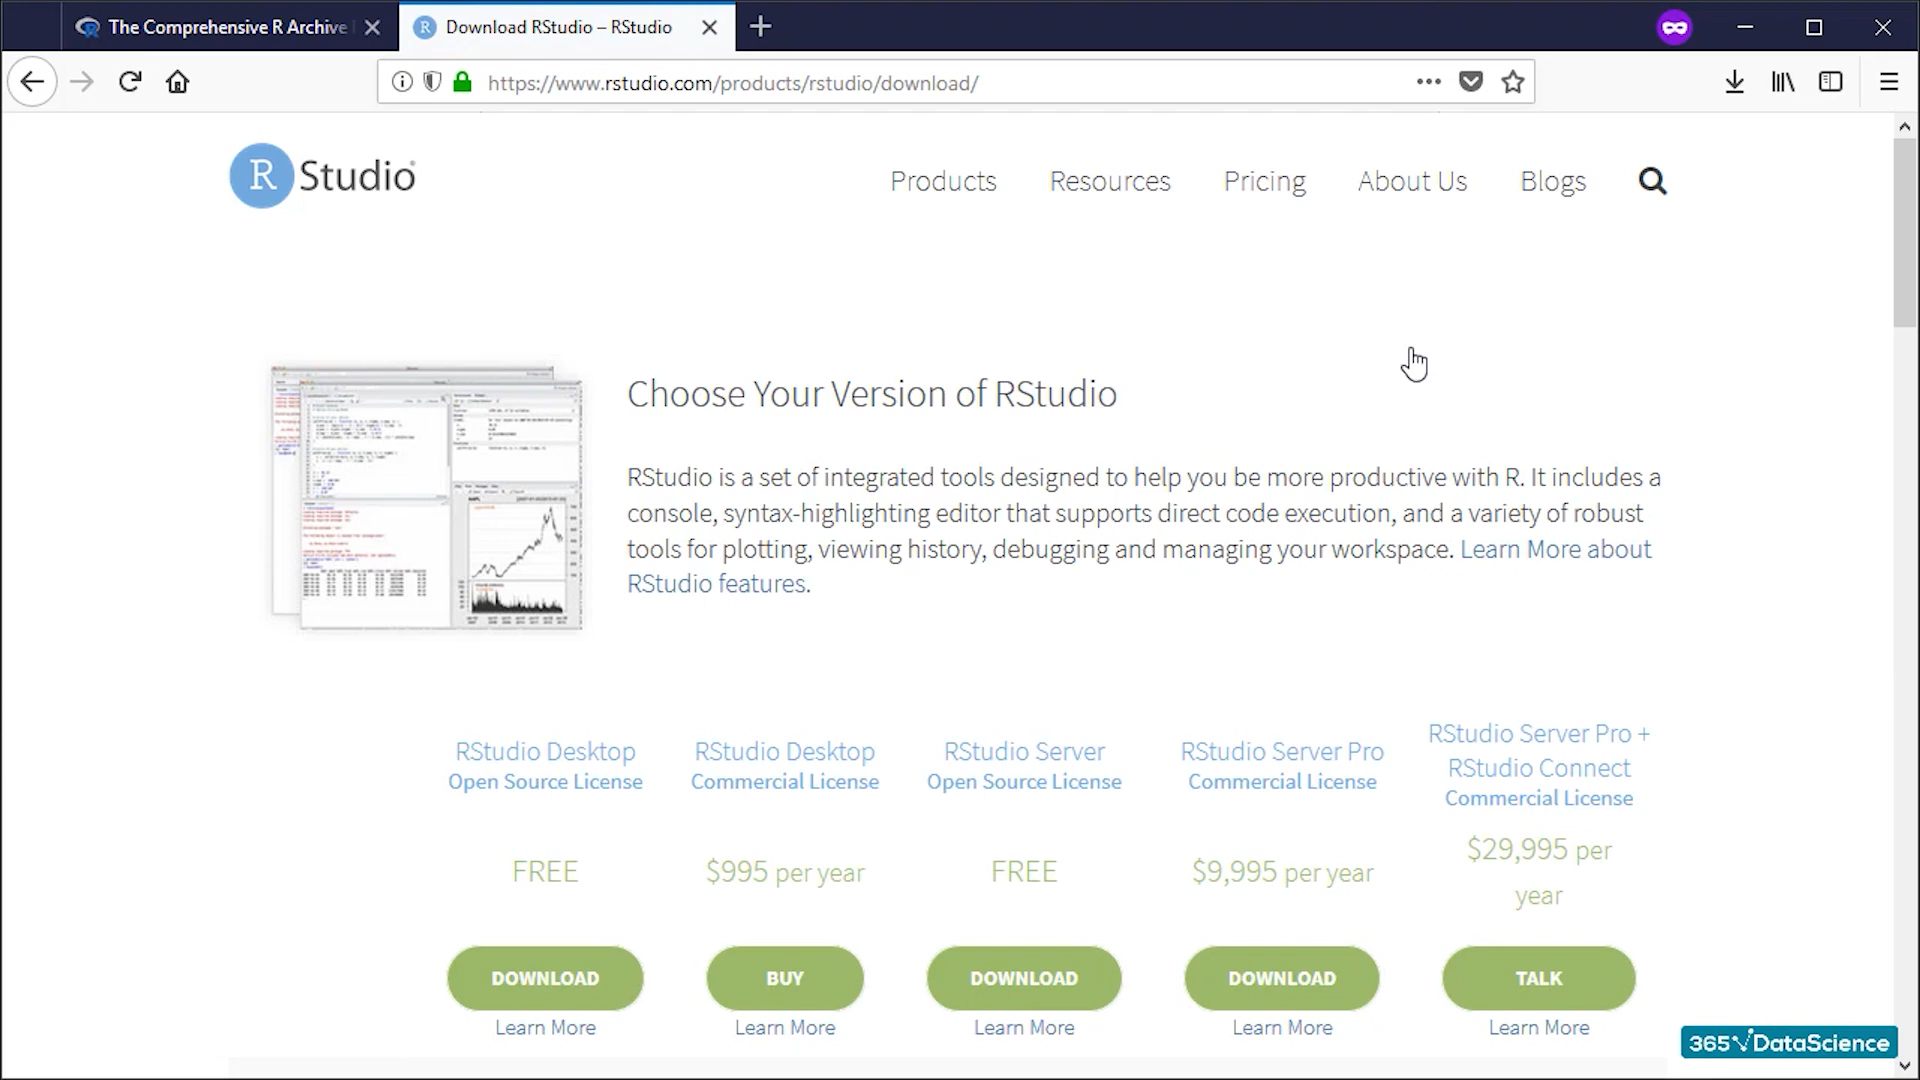 The Comprehensive R Archive
Download RStudio – RStudio
https://www.rstudio.com/products/rstudio/download/
R Studio
Products Resources Pricing About Us Blogs
Choose Your Version of RStudio
RStudio is a set of integrated tools designed to help you be more productive with R. It includes a
console, syntax-highlighting editor that supports direct code execution, and a variety of robust
tools for plotting, viewing history, debugging and managing your workspace. Learn More about
RStudio features.
RStudio Desktop
Open Source License
FREE
DOWNLOAD
Learn More
RStudio Desktop
Commercial License
$995 per year
BUY
Learn More
RStudio Server
Open Source License
FREE
DOWNLOAD
Learn More
RStudio Server Pro
Commercial License
$9,995 per year
DOWNLOAD
Learn More
RStudio Server Pro +
RStudio Connect
Commercial License
$29,995 per
year
TALK
Learn More
365√DataScience